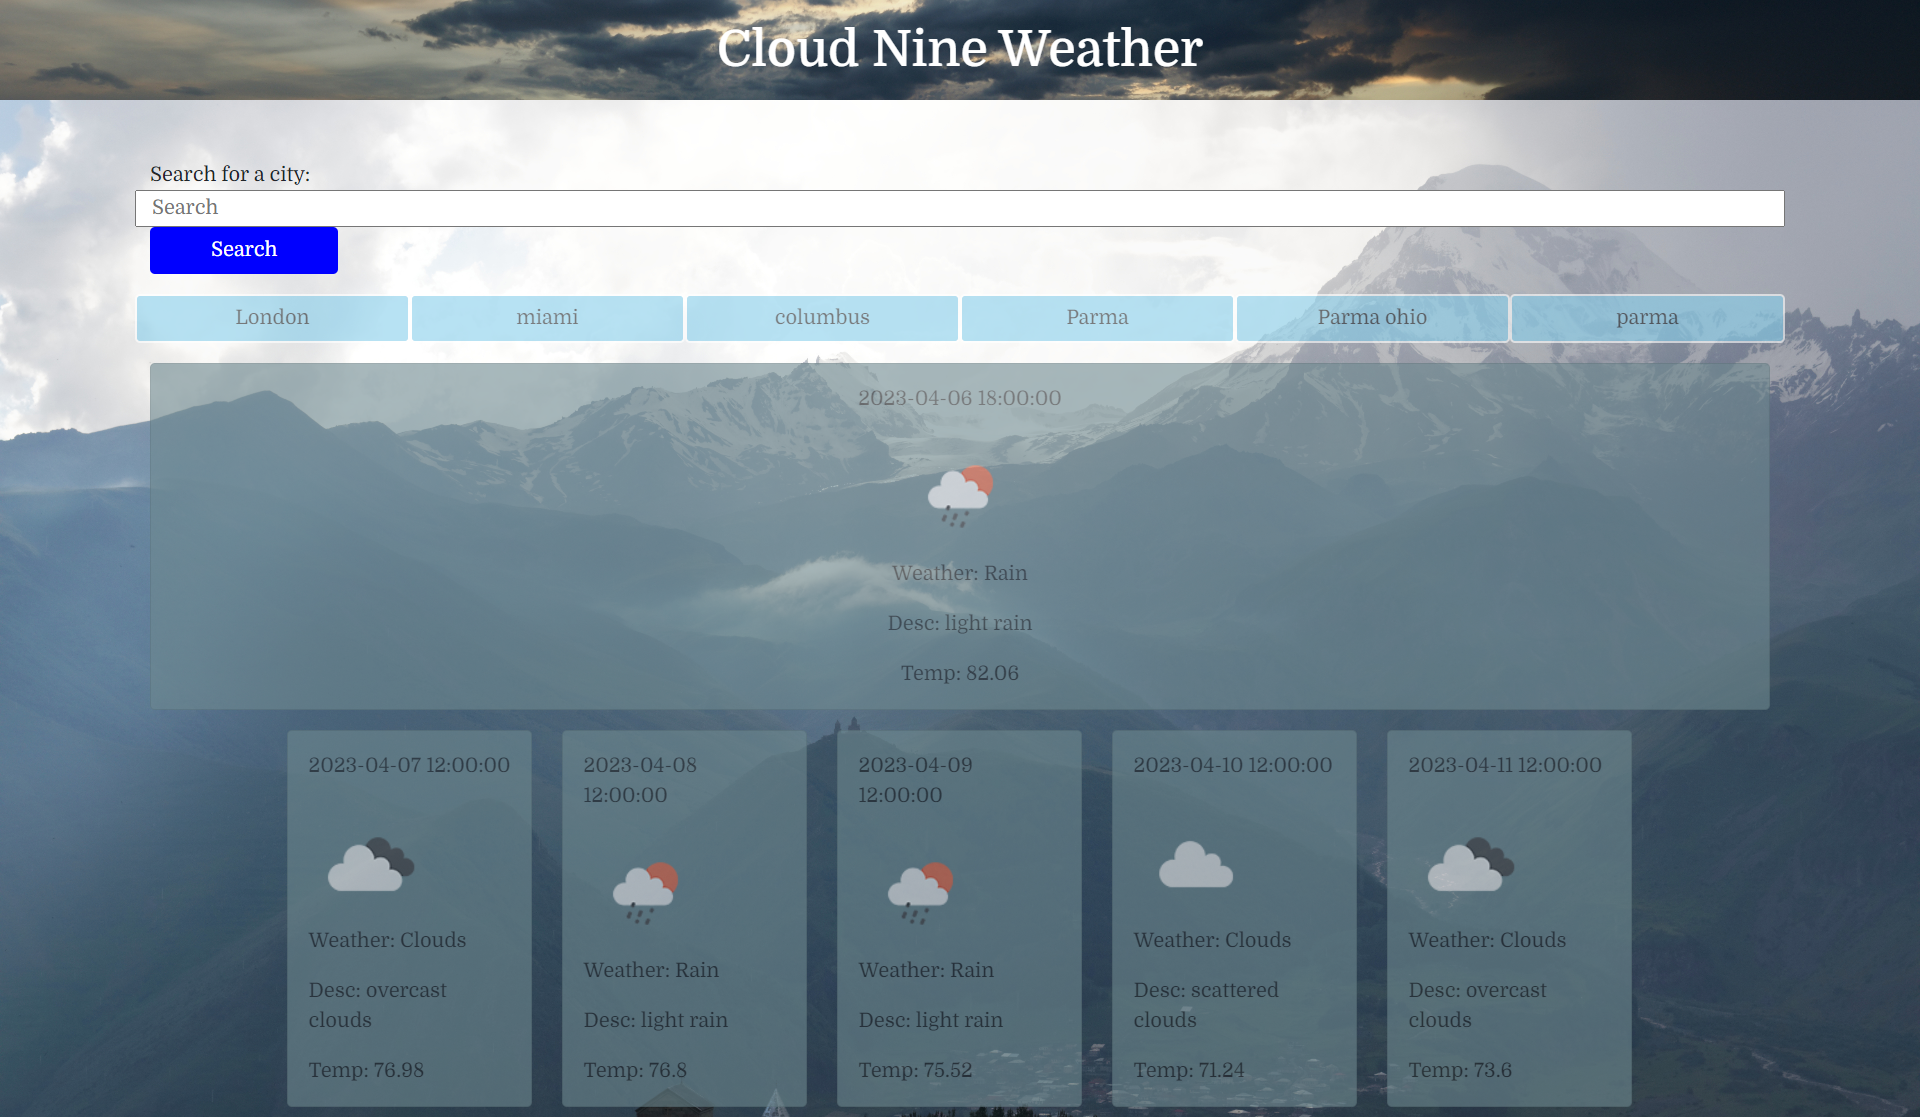 Cloud Nine Weather
Search for a city:
Search
Search
London
miami
columbus
Parma
Parma ohio
parma
2023-04-06 18:00:00
Weather: Rain
Desc: light rain
Temp: 82.06
2023-04-07 12:00:00
Weather: Clouds
Desc: overcast
clouds
Temp: 76.98
2023-04-08
12:00:00
Weather: Rain
Desc: light rain
Temp: 76.8
2023-04-09
12:00:00
Weather: Rain
Desc: light rain
Temp: 75.52
2023-04-10 12:00:00
Weather: Clouds
Desc: scattered
clouds
Temp: 71.24
2023-04-11 12:00:00
Weather: Clouds
Desc: overcast
clouds
Temp: 73.6